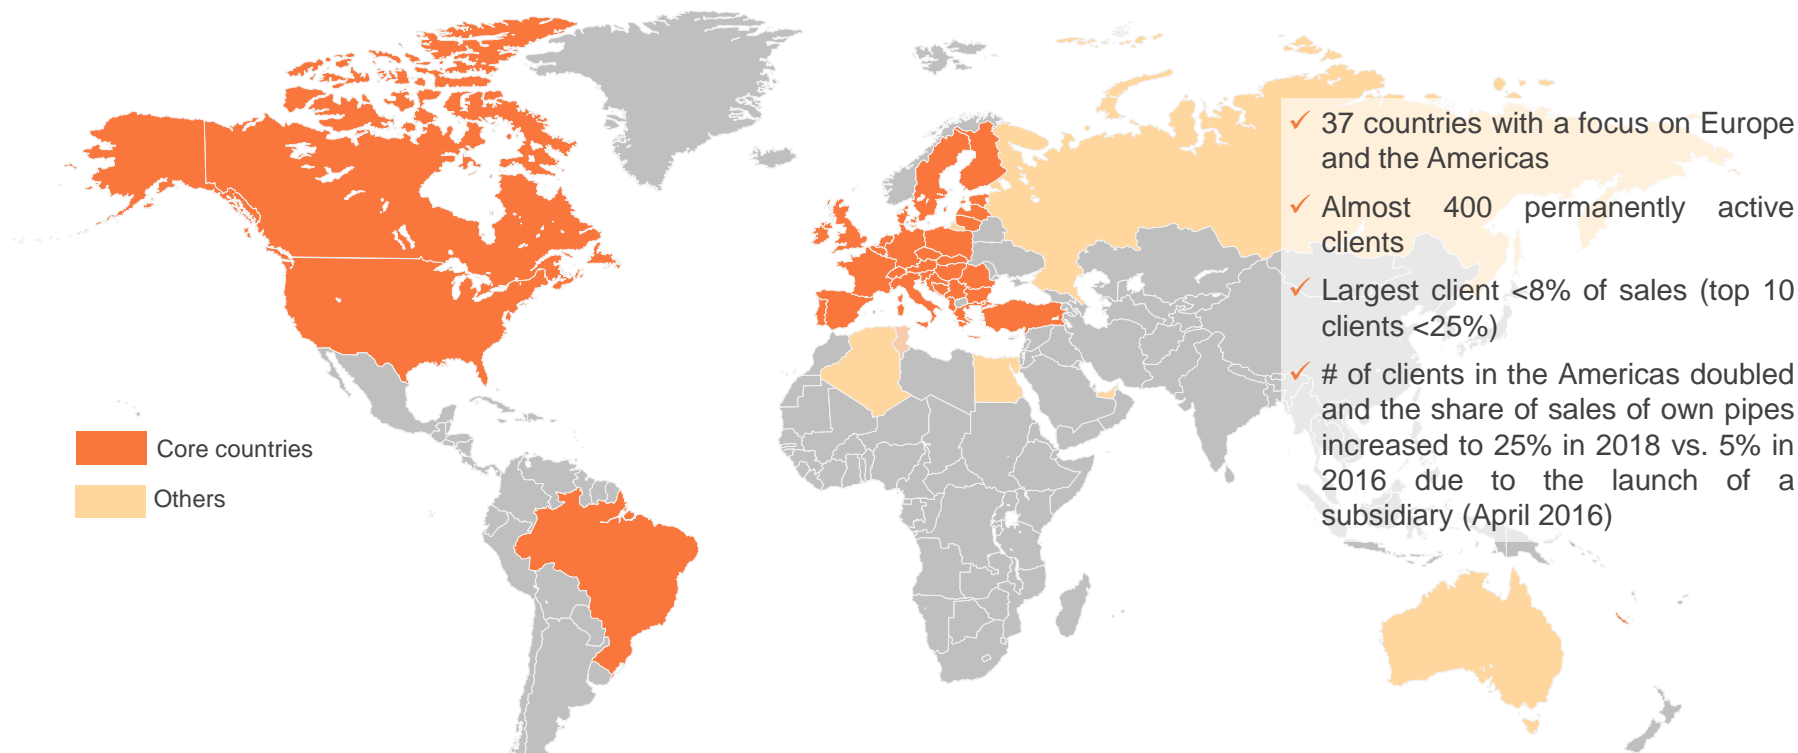 ✓ 37 countries with a focus on Europe
and the Americas
✓ Almost 400 permanently active
clients
✓ Largest client <8% of sales (top 10
clients <25%)
✓ # of clients in the Americas doubled
and the share of sales of own pipes
increased to 25% in 2018 vs. 5% in
2016 due to the launch of a
subsidiary (April 2016)
Core countries
Others